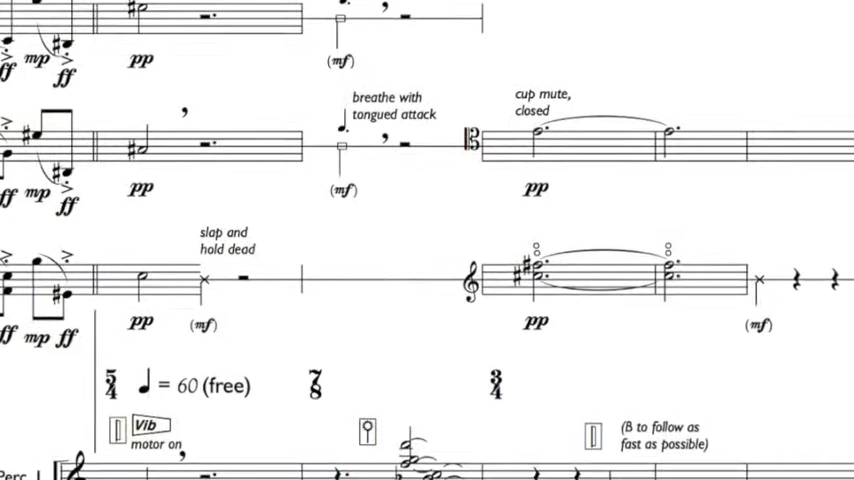 ff mp ff pp (mf)
breathe with
tongued attack
cup mute,
closed
ff mp ff pp (mf) pp
slap and
hold dead
ff mp ff pp (mf) pp (mf)
5/4 ♩ = 60 (free) 7/8 3/4
Vib
motor on
(B to follow as
fast as possible)
Perc. I